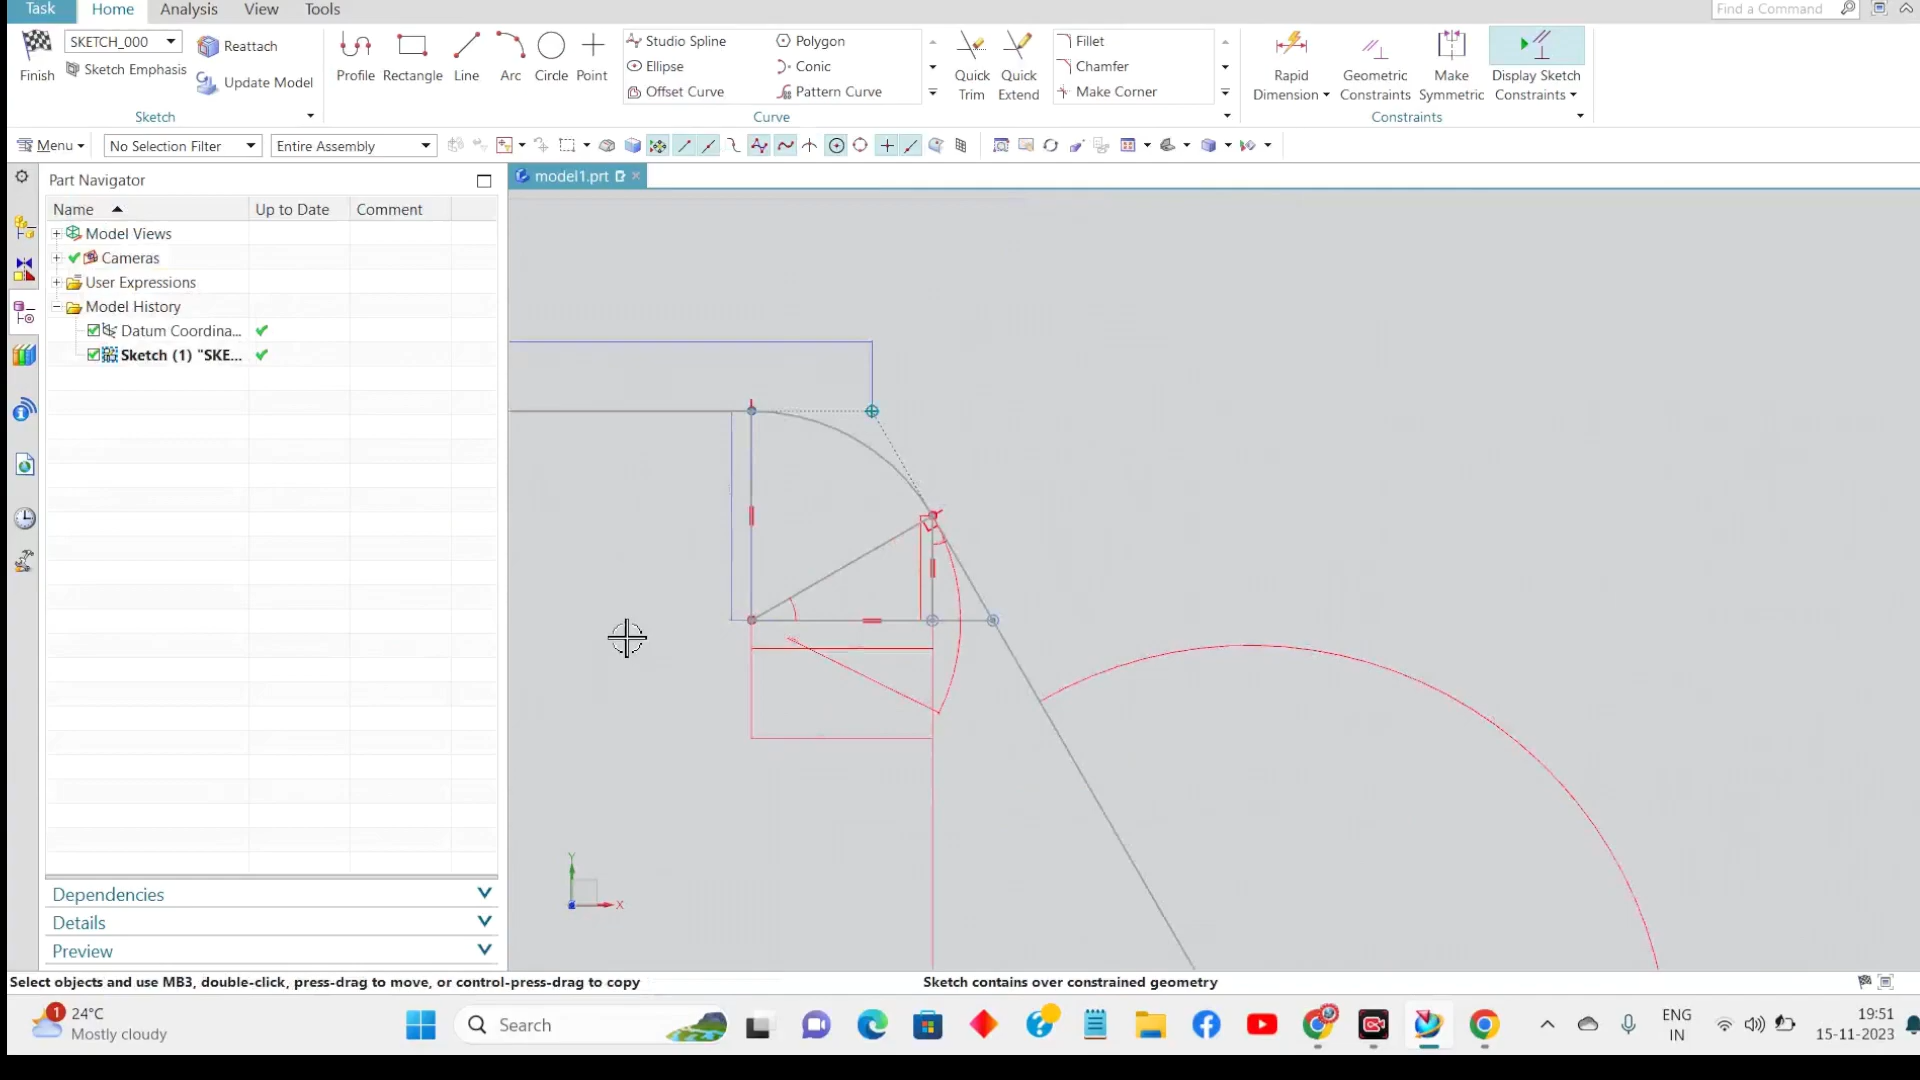 Task Home Analysis View Tools Find a Command
SKETCH_000 Reattach Studio Spline Polygon Fillet
Finish Sketch Emphasis Update Model Profile Rectangle Line Arc Circle Point Ellipse Conic Quick Trim Quick Extend Chamfer Rapid Dimension Geometric Constraints Make Symmetric Display Sketch Constraints
Offset Curve Pattern Curve Make Corner
Sketch Curve Constraints
Menu No Selection Filter Entire Assembly
Part Navigator model1.prt
Name Up to Date Comment
Model Views
Cameras
User Expressions
Model History
Datum Coordina...
Sketch (1) "SKE...
Y
X
Dependencies
Details
Preview
Select objects and use MB3, double-click, press-drag to move, or control-press-drag to copy Sketch contains over constrained geometry
1 24°C Mostly cloudy Search ENG IN 19:51 15-11-2023